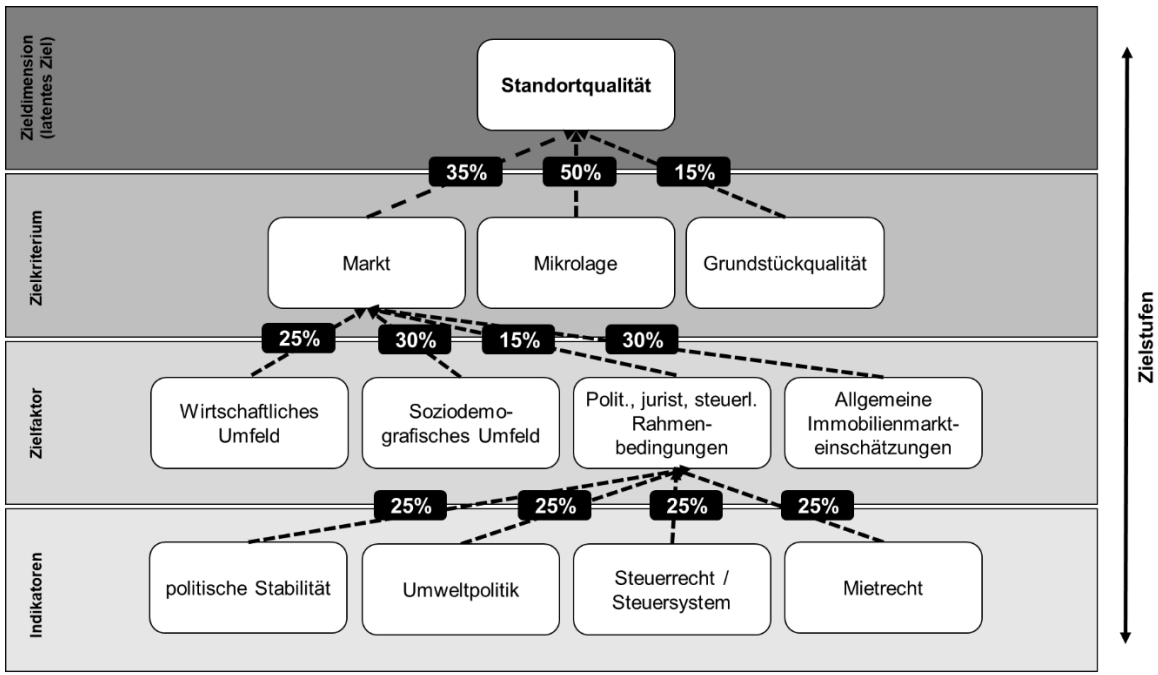 Zieldimension
(latentes Ziel)
Standortqualität
35%
50%
15%
Zielkriterium
Markt
Mikrolage
Grundstückqualität
25%
30%
15%
30%
Zielfaktor
Wirtschaftliches
Umfeld
Soziodemo-
grafisches Umfeld
Polit., jurist, steuerl.
Rahmen-
bedingungen
Allgemeine
Immobilienmarkt-
einschätzungen
25%
25%
25%
25%
Indikatoren
politische Stabilität
Umweltpolitik
Steuerrecht /
Steuersystem
Mietrecht
Zielstufen